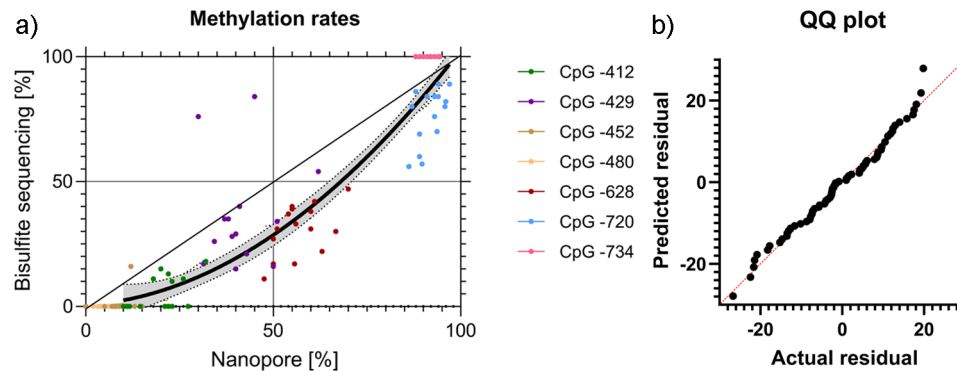 a)
Methylation rates
Bisulfite sequencing [%]
100
50
0
0
50
100
Nanopore [%]
CpG -412
CpG -429
CpG -452
CpG -480
CpG -628
CpG -720
CpG -734
b)
QQ plot
Predicted residual
20
0
-20
-20
0
20
Actual residual